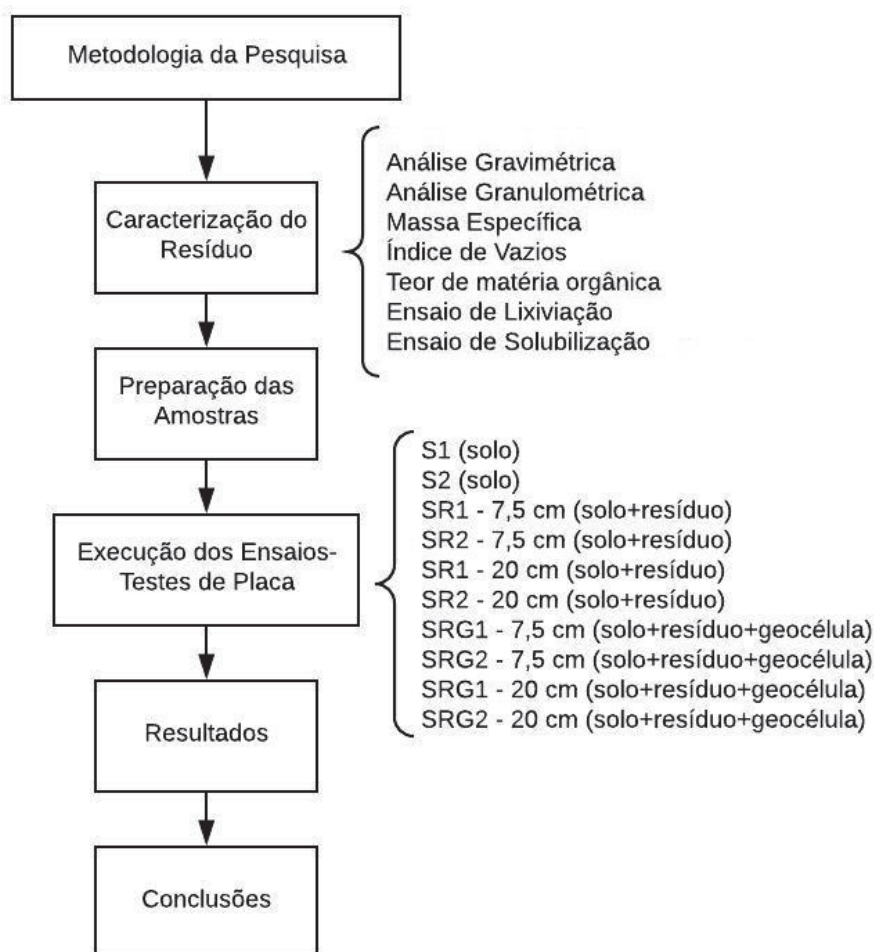 Metodologia da Pesquisa
Caracterização do
Resíduo
Análise Gravimétrica
Análise Granulométrica
Massa Específica
Índice de Vazios
Teor de matéria orgânica
Ensaio de Lixiviação
Ensaio de Solubilização
Preparação das
Amostras
Execução dos Ensaios-
Testes de Placa
S1 (solo)
S2 (solo)
SR1 - 7,5 cm (solo+resíduo)
SR2 - 7,5 cm (solo+resíduo)
SR1 - 20 cm (solo+resíduo)
SR2 - 20 cm (solo+resíduo)
SRG1 - 7,5 cm (solo+resíduo+geocélula)
SRG2 - 7,5 cm (solo+resíduo+geocélula)
SRG1 - 20 cm (solo+resíduo+geocélula)
SRG2 - 20 cm (solo+resíduo+geocélula)
Resultados
Conclusões